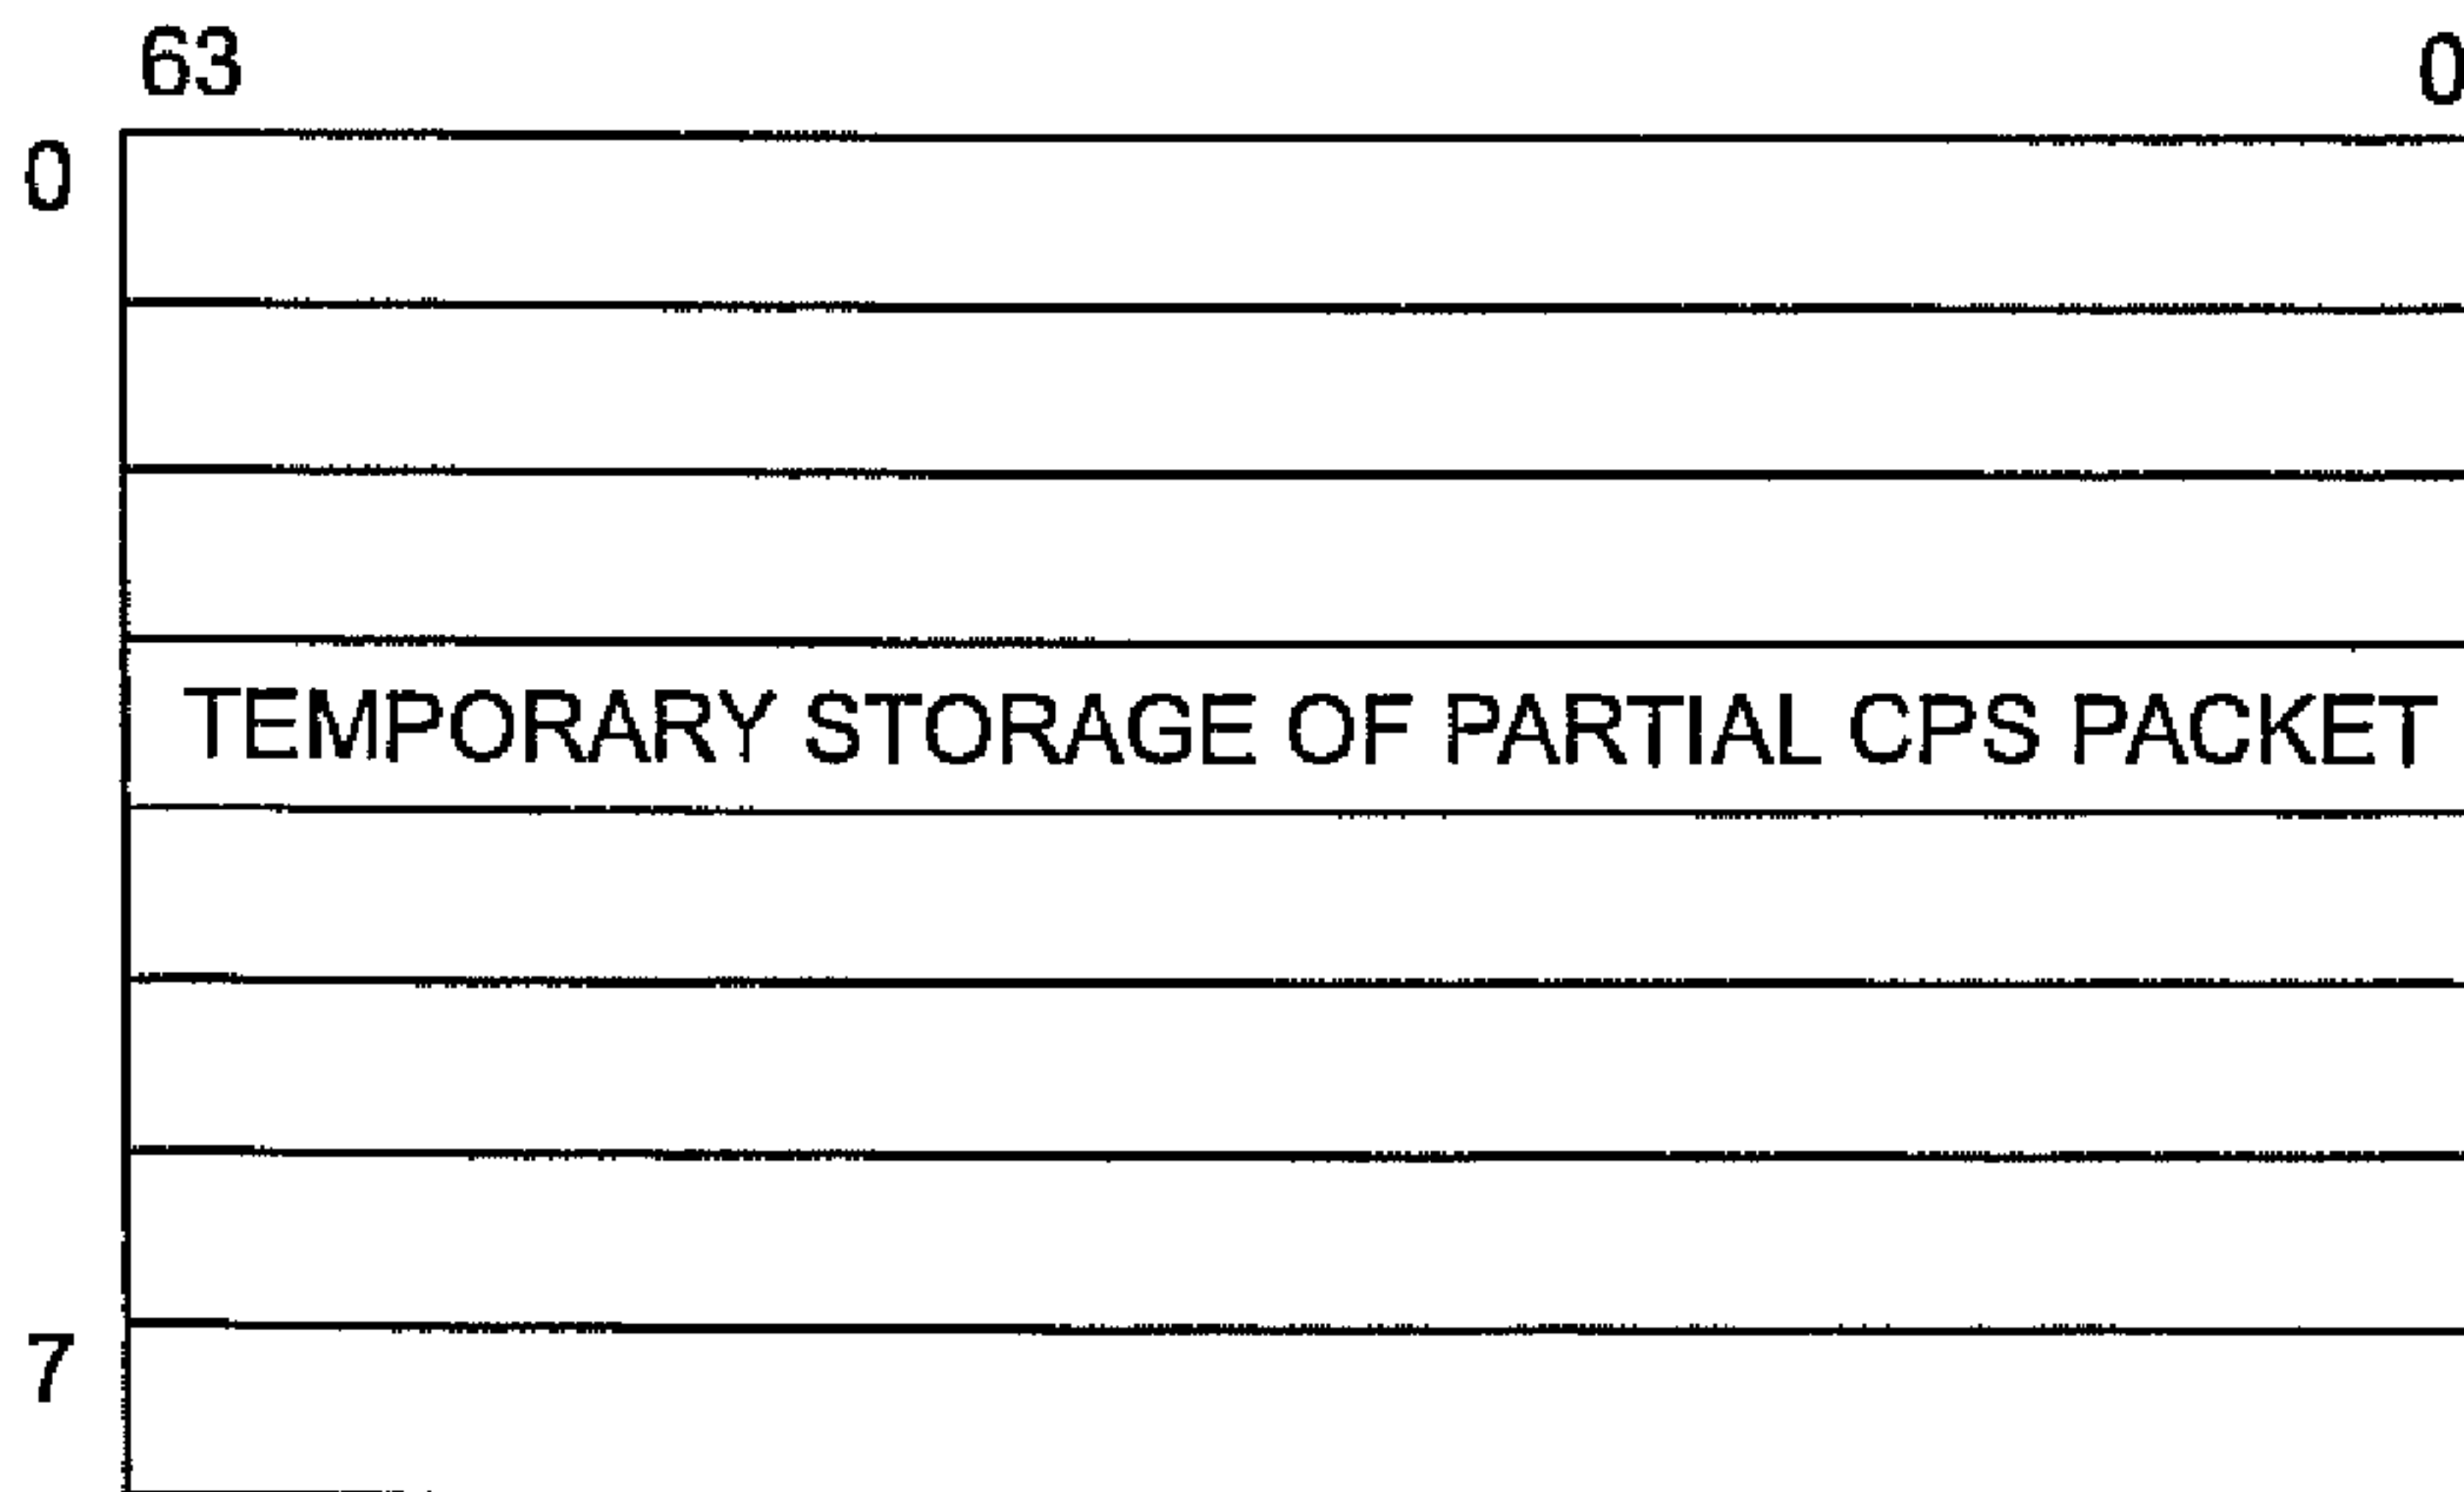 63 0
0
TEMPORARY STORAGE OF PARTIAL CPS PACKET
7